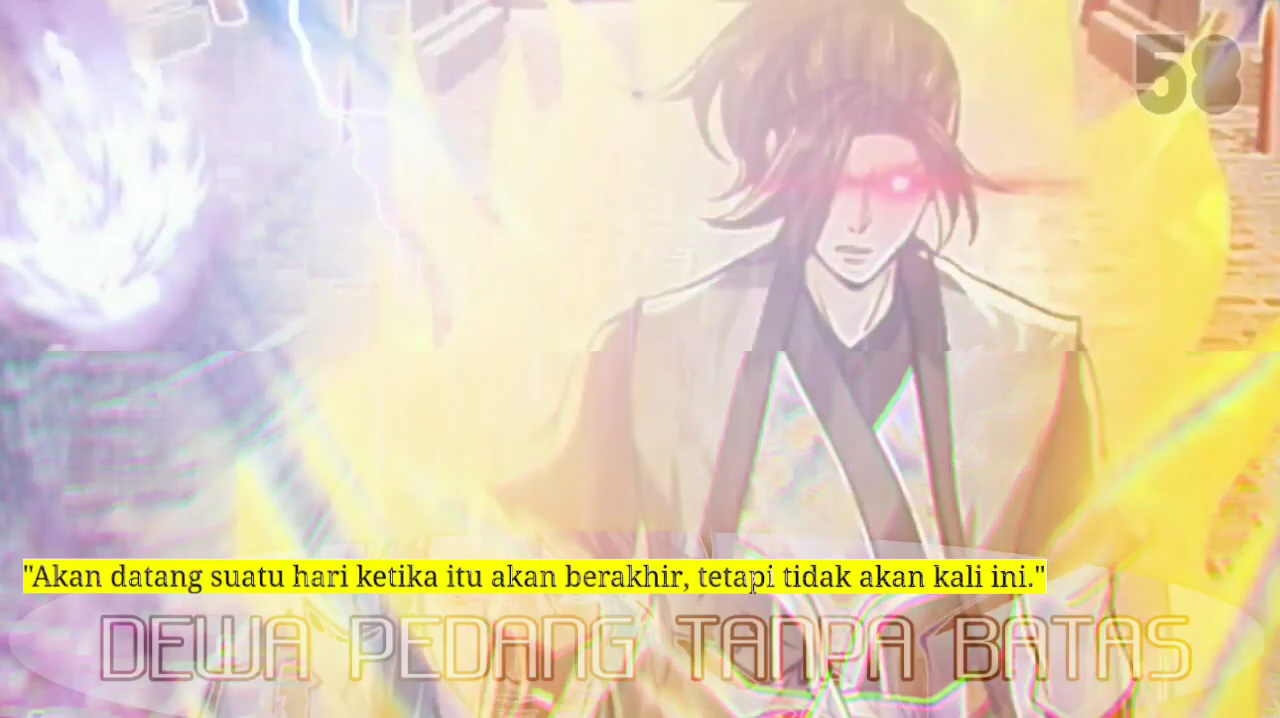 58
"Akan datang suatu hari ketika itu akan berakhir, tetapi tidak akan kali ini."
DEWA PEDANG TANPA BATAS